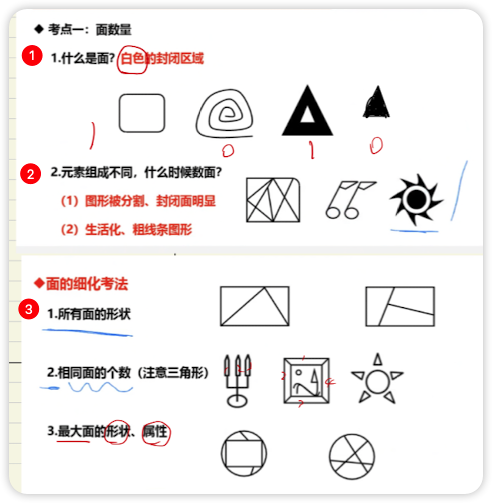 ◆ 考点一：面数量
1 1.什么是面？白色的封闭区域
1 0 1 0
2 2.元素组成不同，什么时候数面？
（1）图形被分割、封闭面明显
（2）生活化、粗线条图形
◆面的细化考法
3 1.所有面的形状
2.相同面的个数（注意三角形）
3.最大面的形状、属性